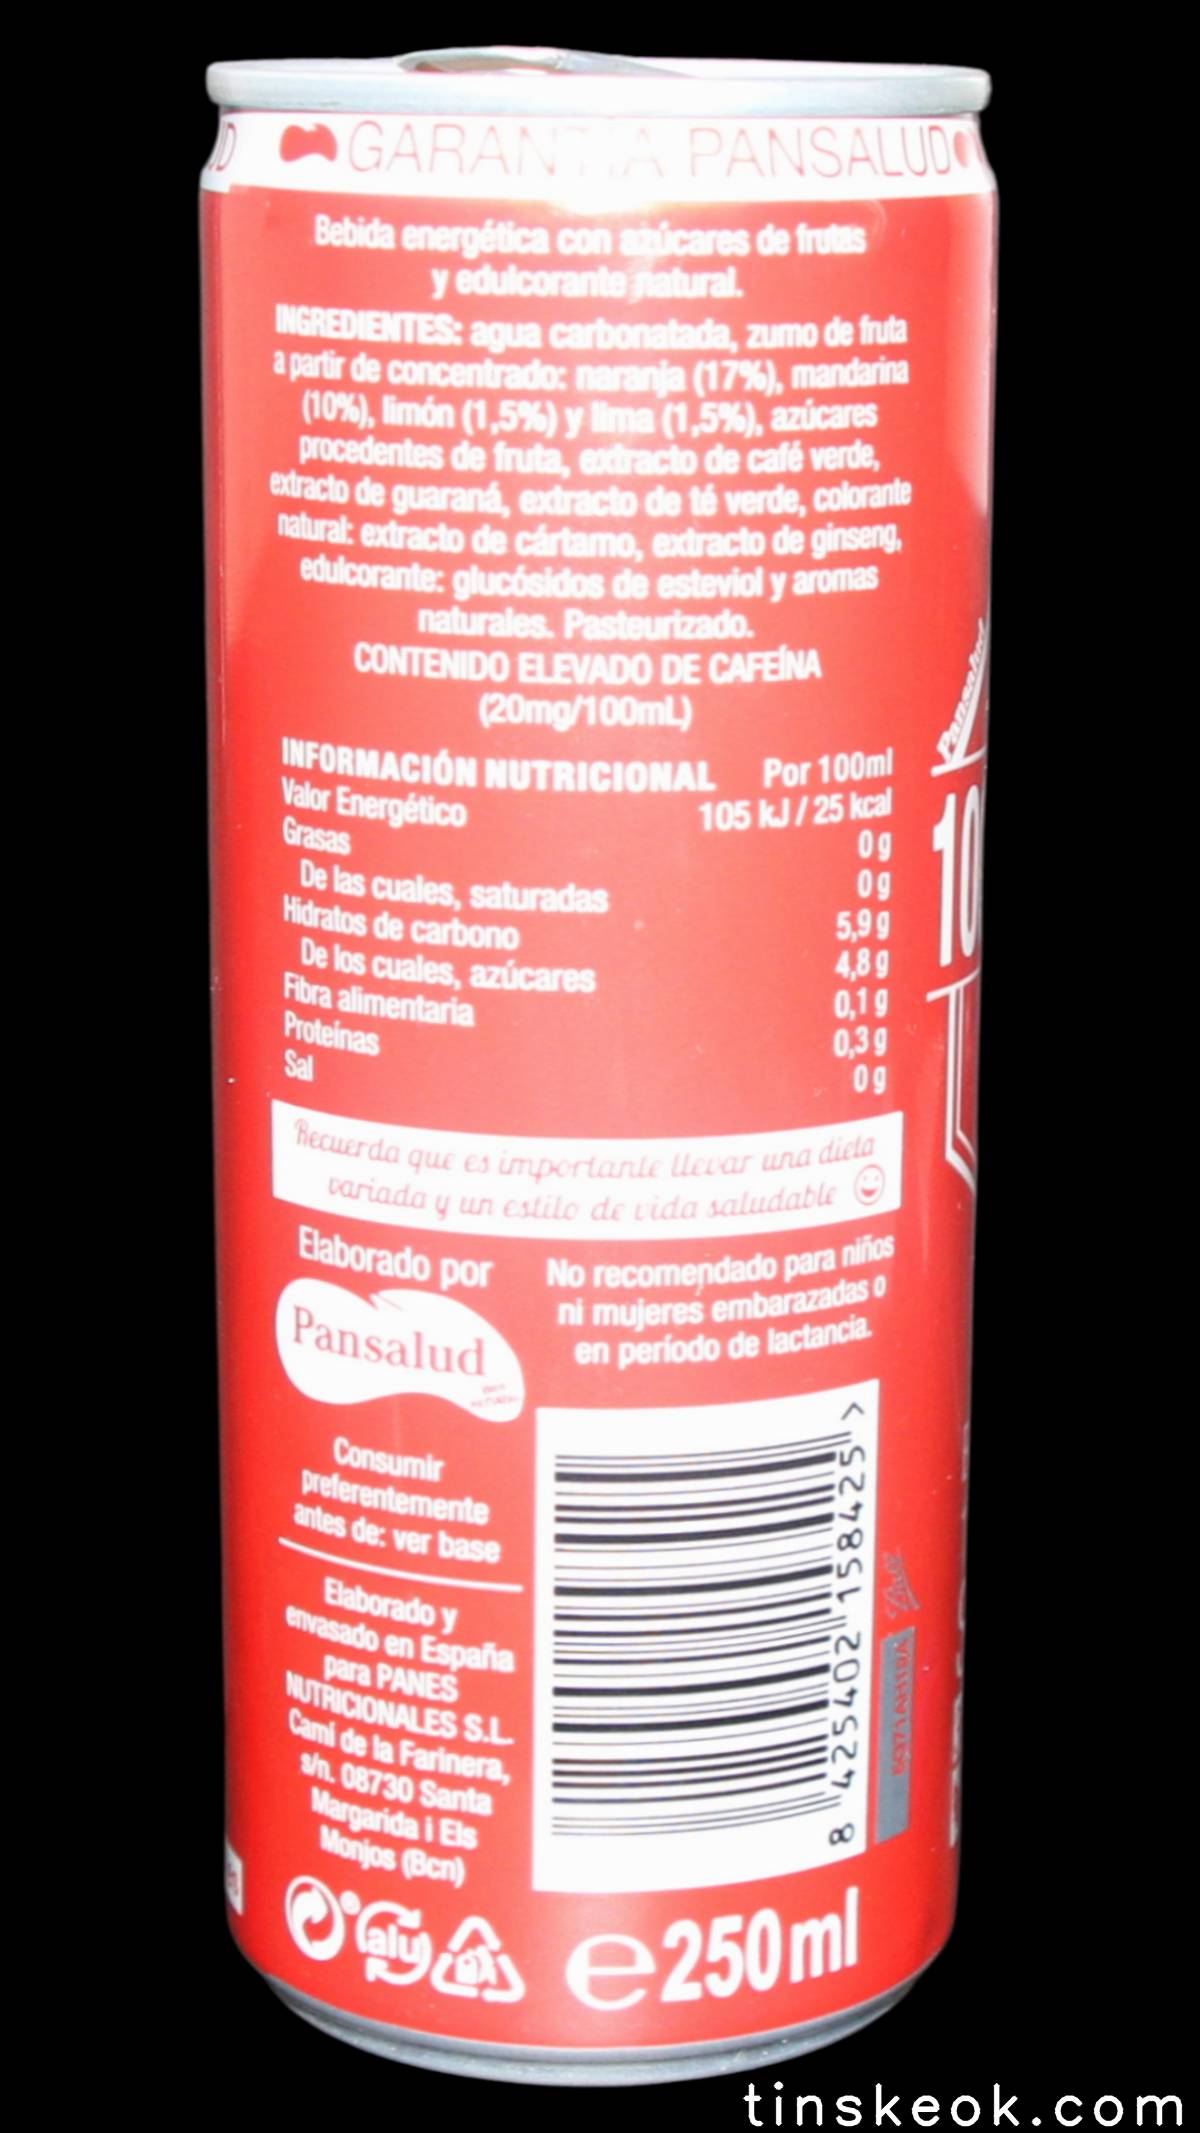 UD GARANTÍA PANSALUD
Bebida energética con azúcares de frutas
y edulcorante natural.
INGREDIENTES: agua carbonatada, zumo de fruta
a partir de concentrado: naranja (17%), mandarina
(10%), limón (1,5%) y lima (1,5%), azúcares
procedentes de fruta, extracto de café verde,
extracto de guaraná, extracto de té verde, colorante
natural: extracto de cártamo, extracto de ginseng,
edulcorante: glucósidos de esteviol y aromas
naturales. Pasteurizado.
CONTENIDO ELEVADO DE CAFEÍNA
(20mg/100mL)
INFORMACIÓN NUTRICIONAL Por 100ml
Valor Energético 105 kJ / 25 kcal
Grasas 0 g
De las cuales, saturadas 0 g
Hidratos de carbono 5,9 g
De los cuales, azúcares 4,8 g
Fibra alimentaria 0,1 g
Proteínas 0,3 g
Sal 0 g
Pansalud
10
Recuerda que es importante llevar una dieta
variada y un estilo de vida saludable
Elaborado por
Pansalud
No recomendado para niños
ni mujeres embarazadas o
en período de lactancia.
Consumir
preferentemente
antes de: ver base
Elaborado y
envasado en España
para PANES
NUTRICIONALES S.L.
Camí de la Farinera,
s/n. 08730 Santa
Margarida i Els
Monjos (Bcn)
8 425402 158425 >
Ball
alu
e 250 ml
tinskeok.com